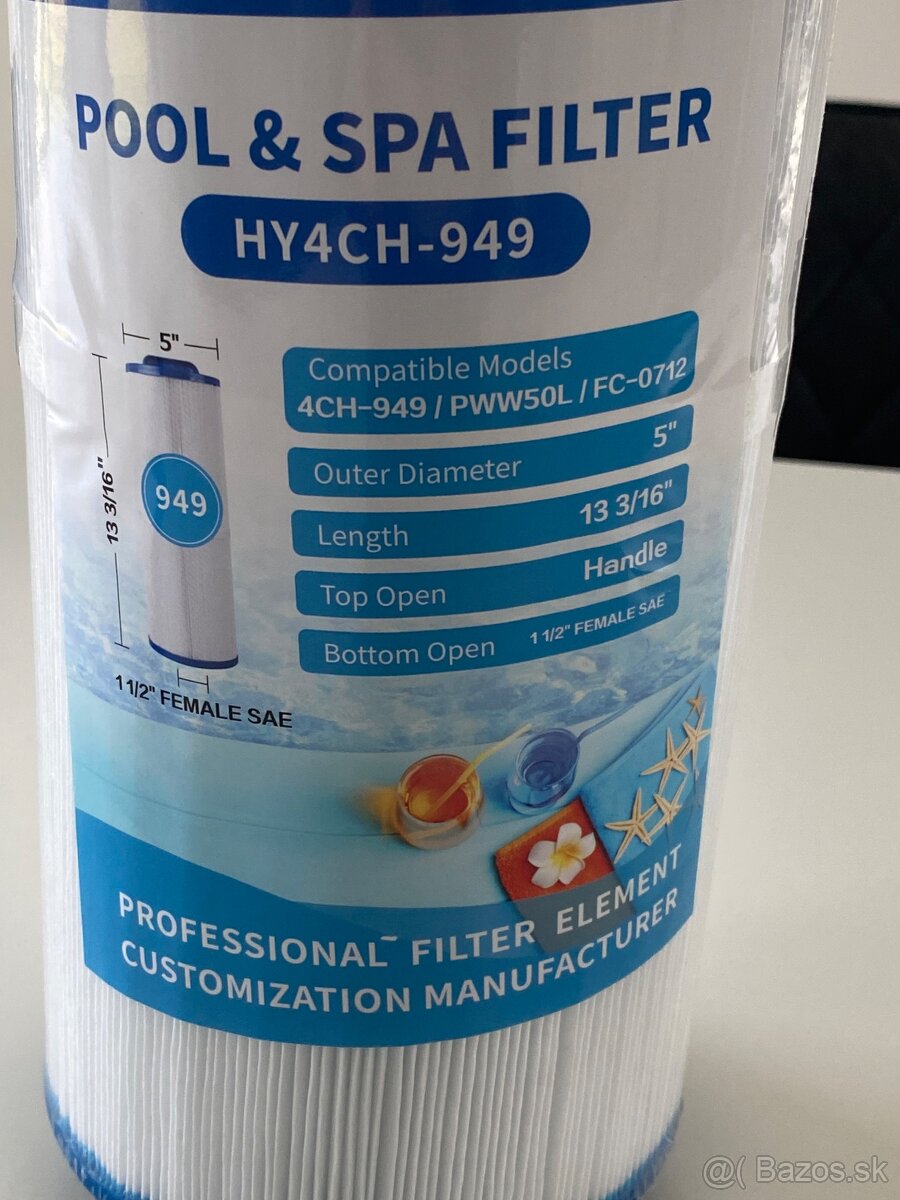 POOL & SPA FILTER
HY4CH-949
5"
13 3/16"
949
1 1/2" FEMALE SAE
Compatible Models
4CH-949 / PWW50L / FC-0712
Outer Diameter 5"
Length 13 3/16"
Top Open Handle
Bottom Open 1 1/2" FEMALE SAE
PROFESSIONAL FILTER ELEMENT
CUSTOMIZATION MANUFACTURER
@( Bazos.sk